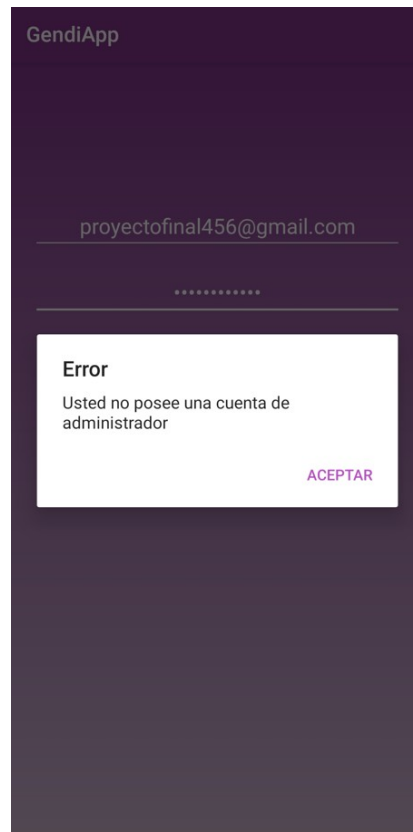 GendiApp
proyectofinal456@gmail.com
••••••••••••
Error
Usted no posee una cuenta de
administrador
ACEPTAR